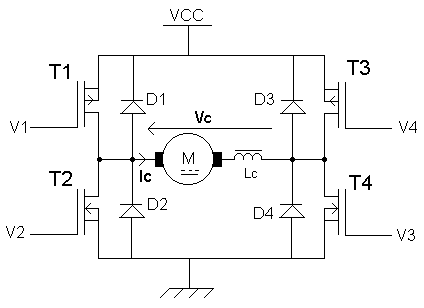 VCC
T1 T3
D1 D3
V1 Vc V4
M
Ic Lc
T2 T4
D2 D4
V2 V3